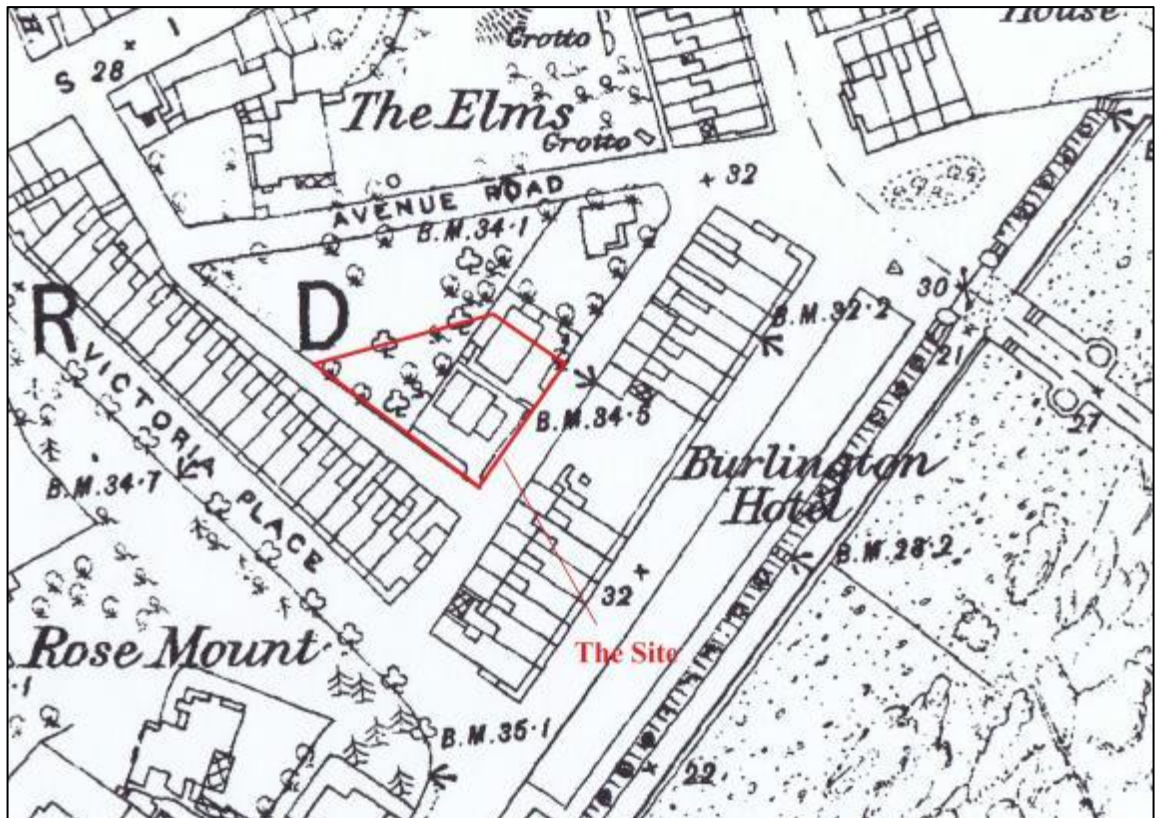 House
H
1
S 28
Grotto
The Elms
Grotto
32
AVENUE ROAD
B.M.34·1
30
R
D
B.M.32·2
21
VICTORIA PLACE
B.M.34·5
27
B.M.34·7
Burlington
Hotel
B.M.28·2
32
Rose Mount
The Site
B.M.35·1
22